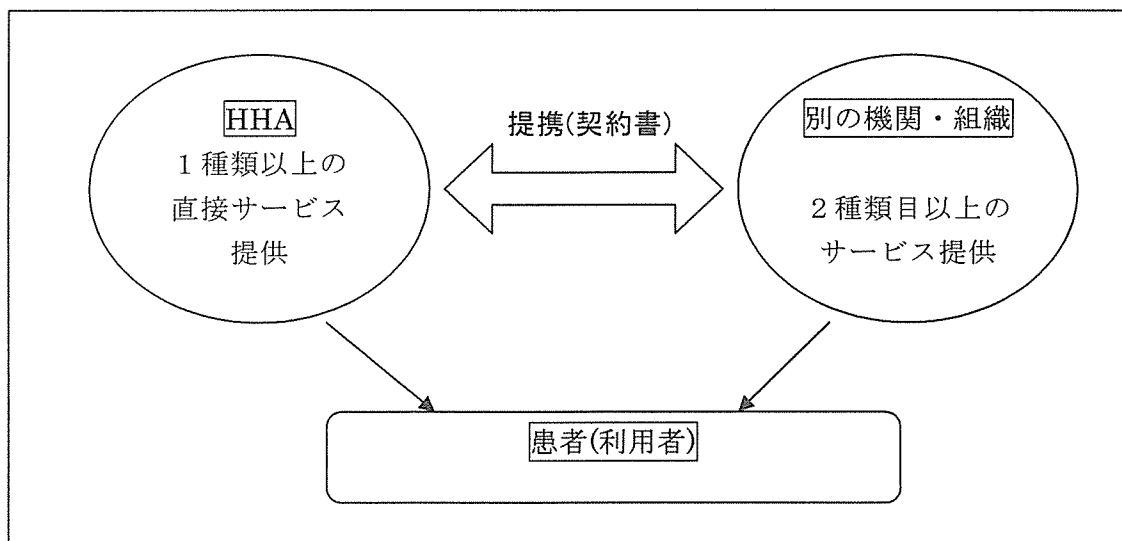 HHA
１種類以上の
直接サービス
提供
提携(契約書)
別の機関・組織
２種類目以上の
サービス提供
患者(利用者)